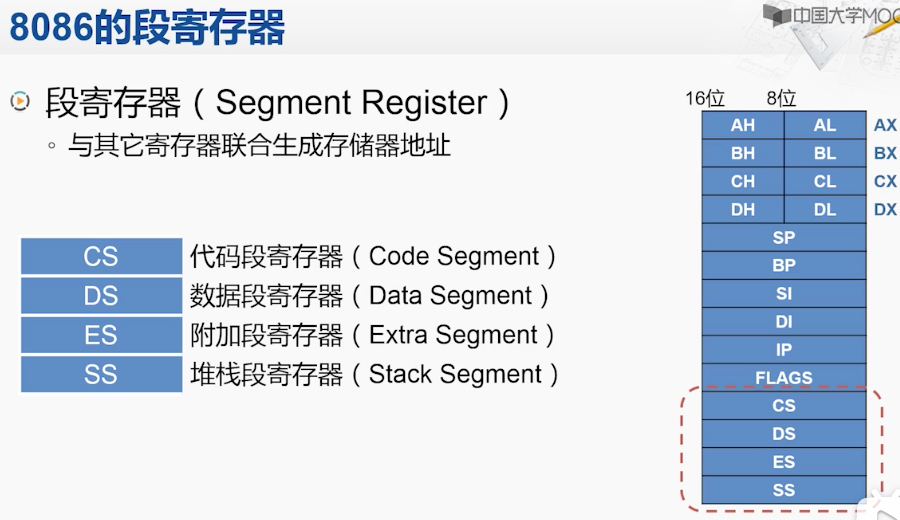 8086的段寄存器
中国大学MOO
段寄存器（Segment Register）
与其它寄存器联合生成存储器地址
CS 代码段寄存器（Code Segment）
DS 数据段寄存器（Data Segment）
ES 附加段寄存器（Extra Segment）
SS 堆栈段寄存器（Stack Segment）
16位 8位
AH AL AX
BH BL BX
CH CL CX
DH DL DX
SP
BP
SI
DI
IP
FLAGS
CS
DS
ES
SS